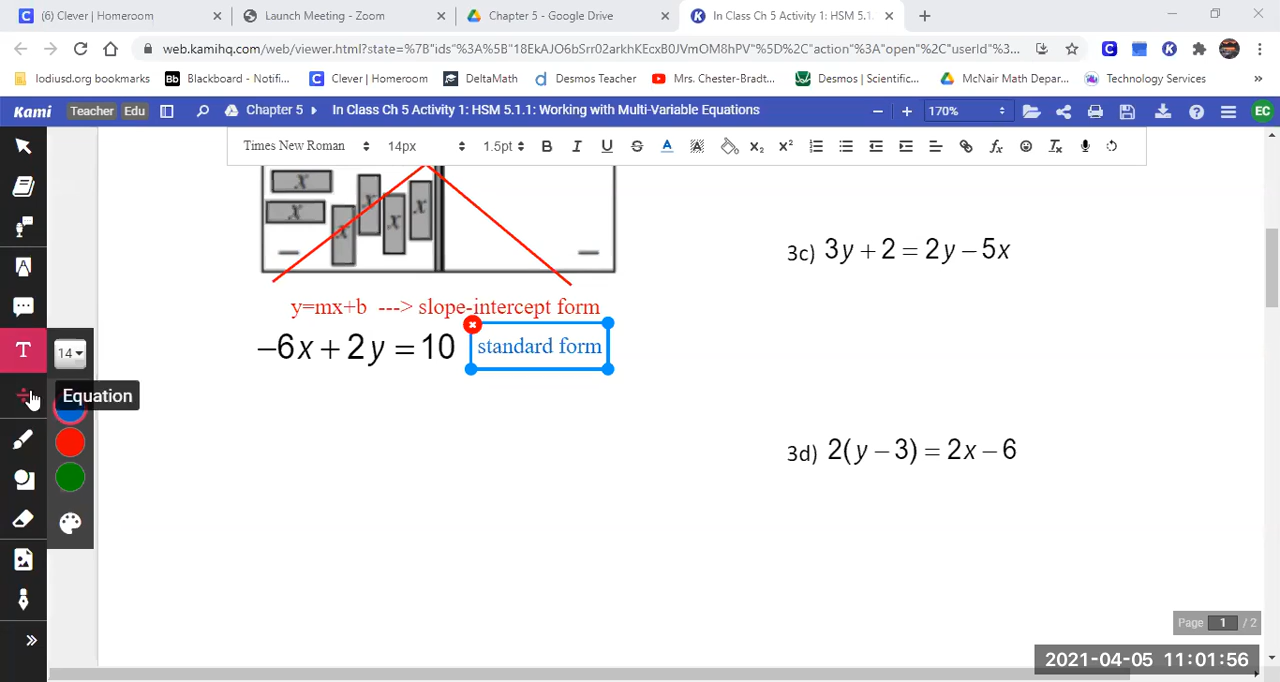 (6) Clever | Homeroom
Launch Meeting - Zoom
Chapter 5 - Google Drive
In Class Ch 5 Activity 1: HSM 5.1.1:
web.kamihq.com/web/viewer.html?state=%7B"ids"%3A%5B"18EkAJO6bSrr02arkhKEcxB0JVmOM8hPV"%5D%2C"action"%3A"open"%2C"userId"%3...
lodiusd.org bookmarks
Blackboard - Notifi...
Clever | Homeroom
DeltaMath
Desmos Teacher
Mrs. Chester-Bradt...
Desmos | Scientific...
McNair Math Depar...
Technology Services
»
Kami Teacher Edu
Chapter 5
In Class Ch 5 Activity 1: HSM 5.1.1: Working with Multi-Variable Equations
170%
EC
Times New Roman 14px 1.5pt B I U S A X₂ X²
x
x
x
x
x
x
y=mx+b ---> slope-intercept form
−6x + 2y = 10 standard form
3c) 3y + 2 = 2y − 5x
3d) 2(y − 3) = 2x − 6
T
14
Equation
Page 1 / 2
2021-04-05 11:01:56